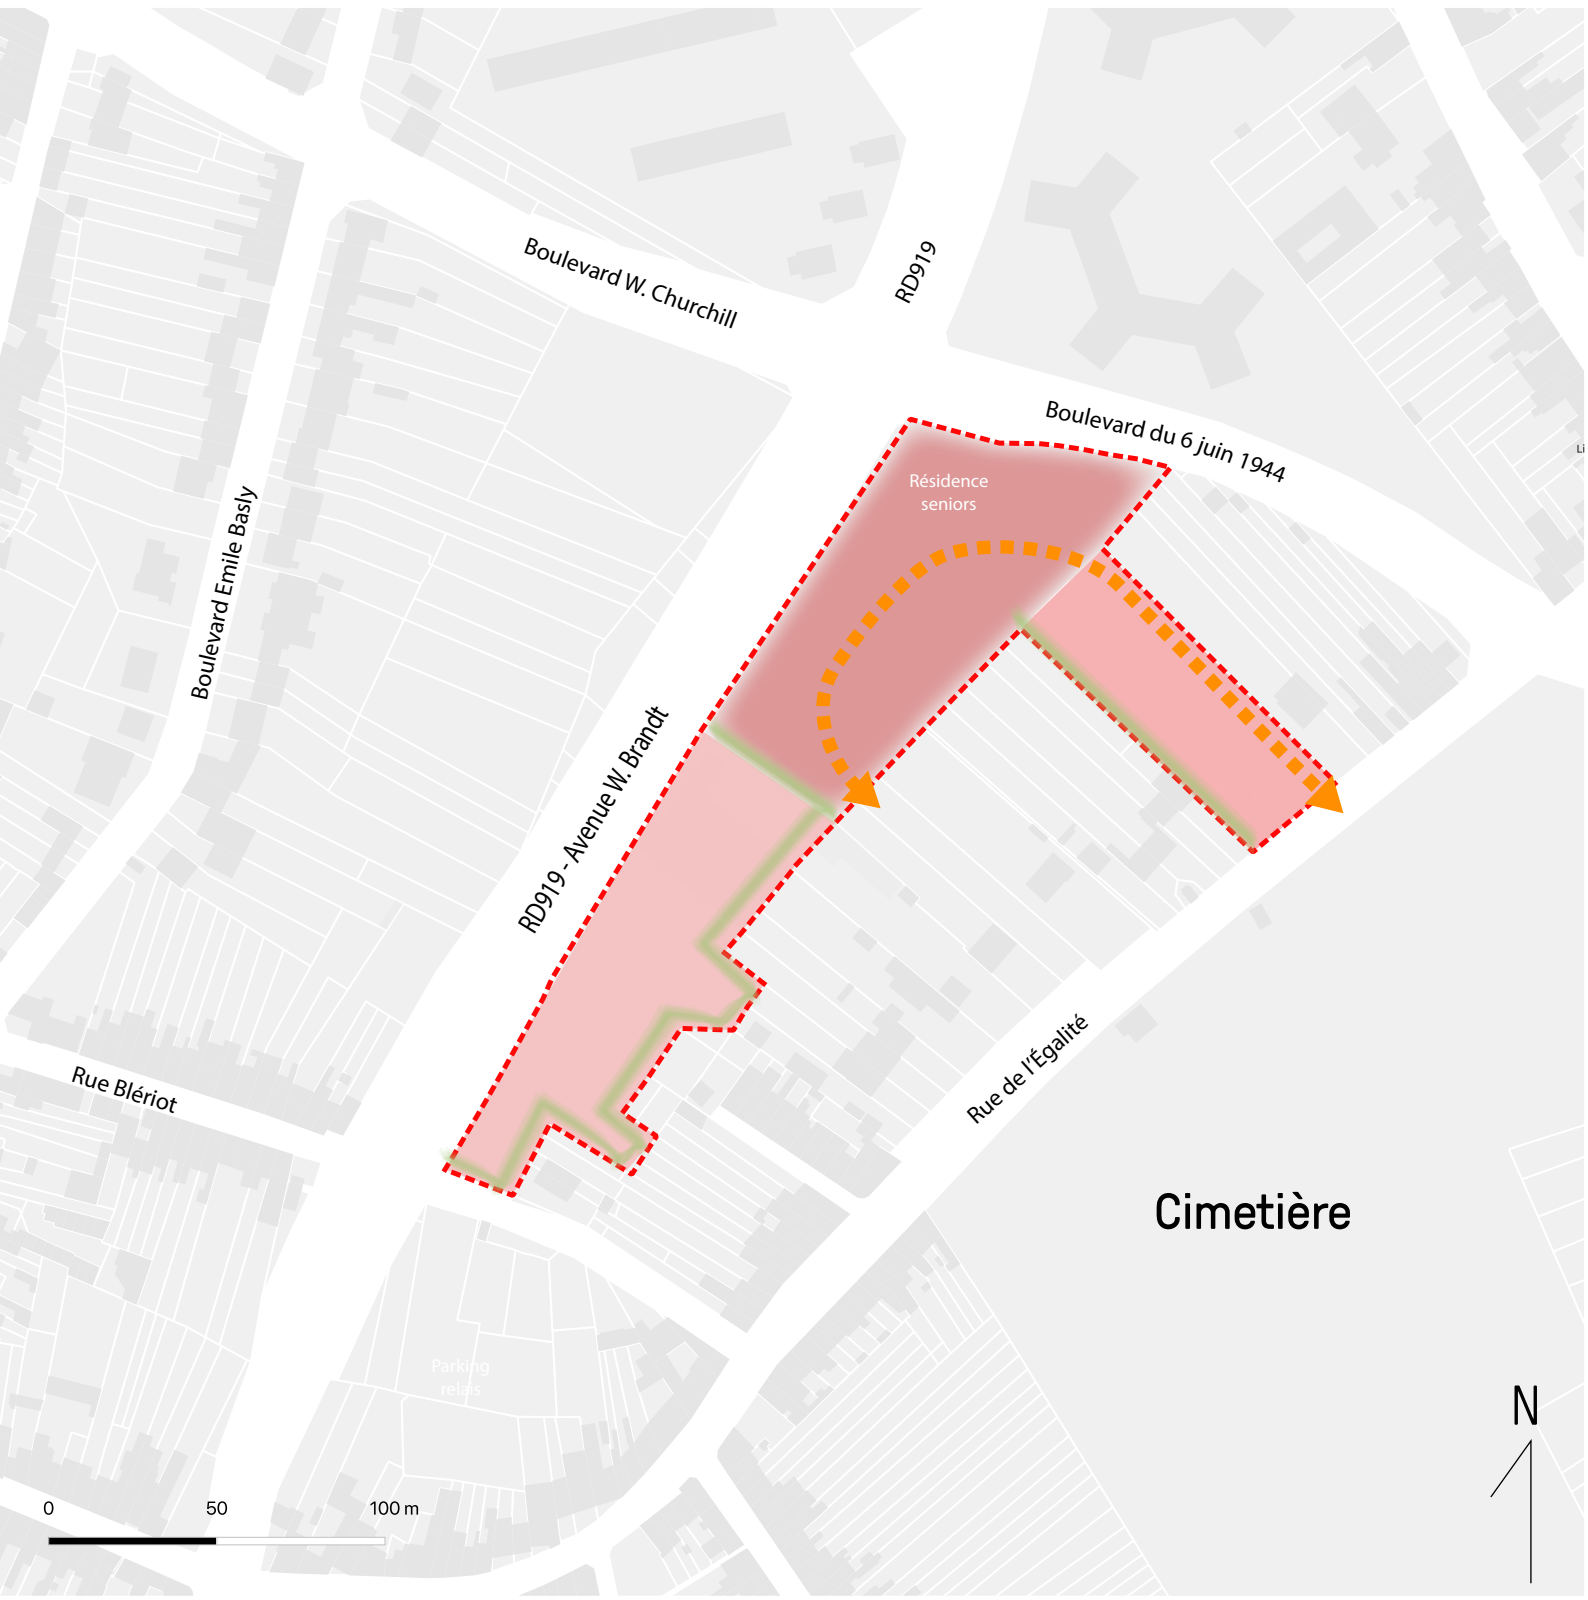 Boulevard W. Churchill
RD919
Boulevard du 6 juin 1944
Li
Résidence
seniors
Boulevard Emile Basly
RD919 - Avenue W. Brandt
Rue de l'Égalité
Rue Blériot
Cimetière
Parking
relais
N
0 50 100 m